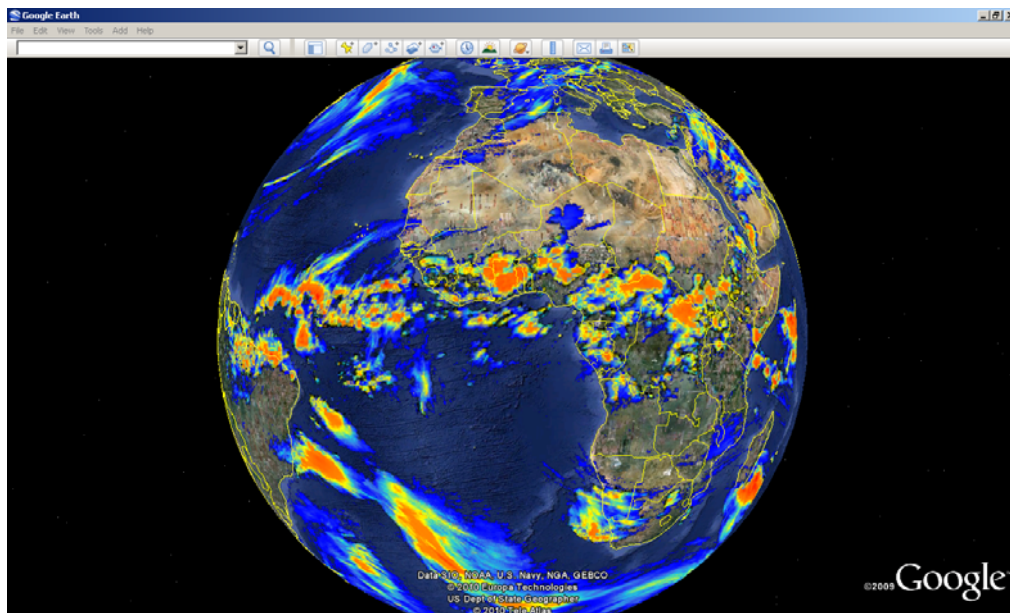 Google Earth
File Edit View Tools Add Help
Data SIO, NOAA, U.S. Navy, NGA, GEBCO
© 2010 Europa Technologies
US Dept of State Geographer
© 2010 Tele Atlas
©2009 Google™